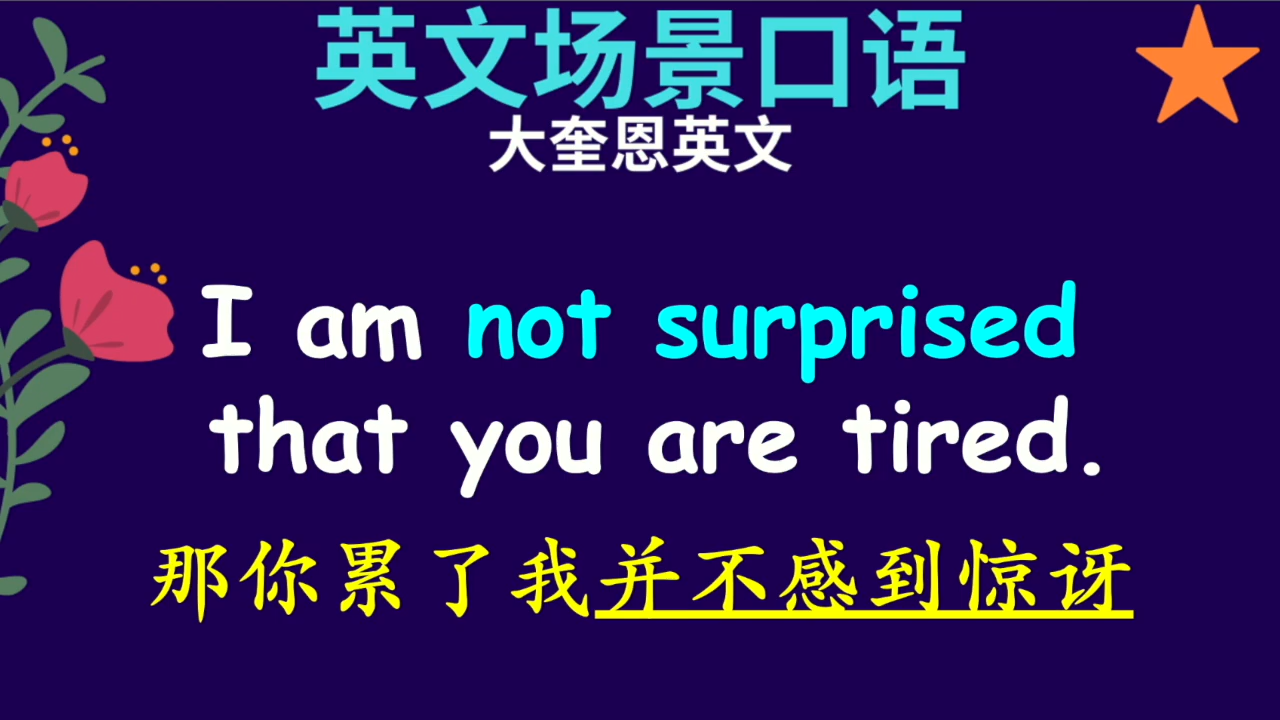 英文场景口语
大奎恩英文
I am not surprised
that you are tired.
那你累了我并不感到惊讶